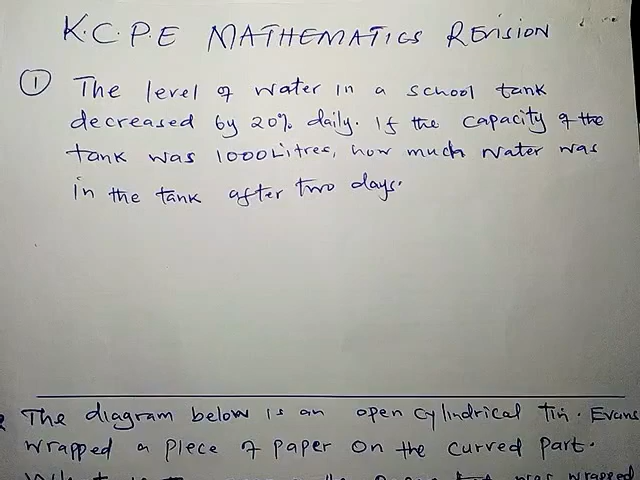 K.C.P.E MATHEMATICS REVISION
1 The level of water in a school tank
decreased by 20% daily. If the capacity of the
tank was 1000Litres, how much water was
in the tank after two days.
The diagram below is an open cylindrical tin. Evans
wrapped a piece of paper on the curved part.
was wrapped